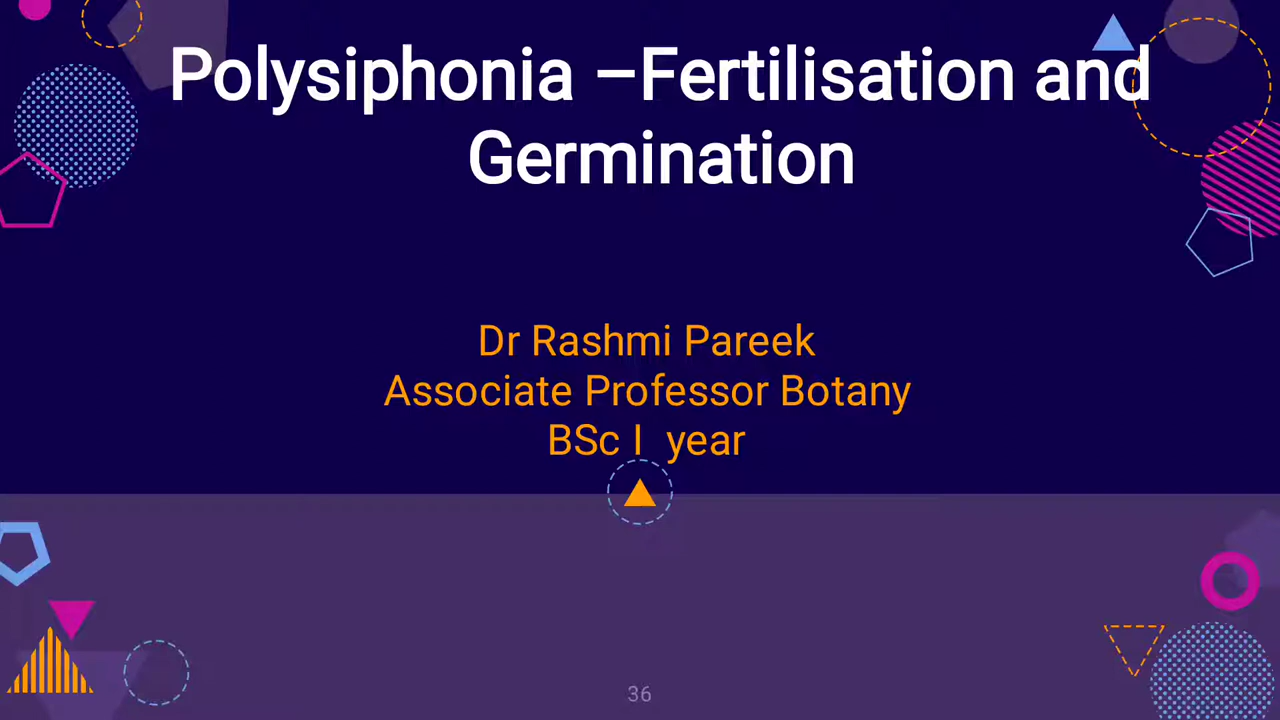 Polysiphonia –Fertilisation and
Germination
Dr Rashmi Pareek
Associate Professor Botany
BSc I  year
36